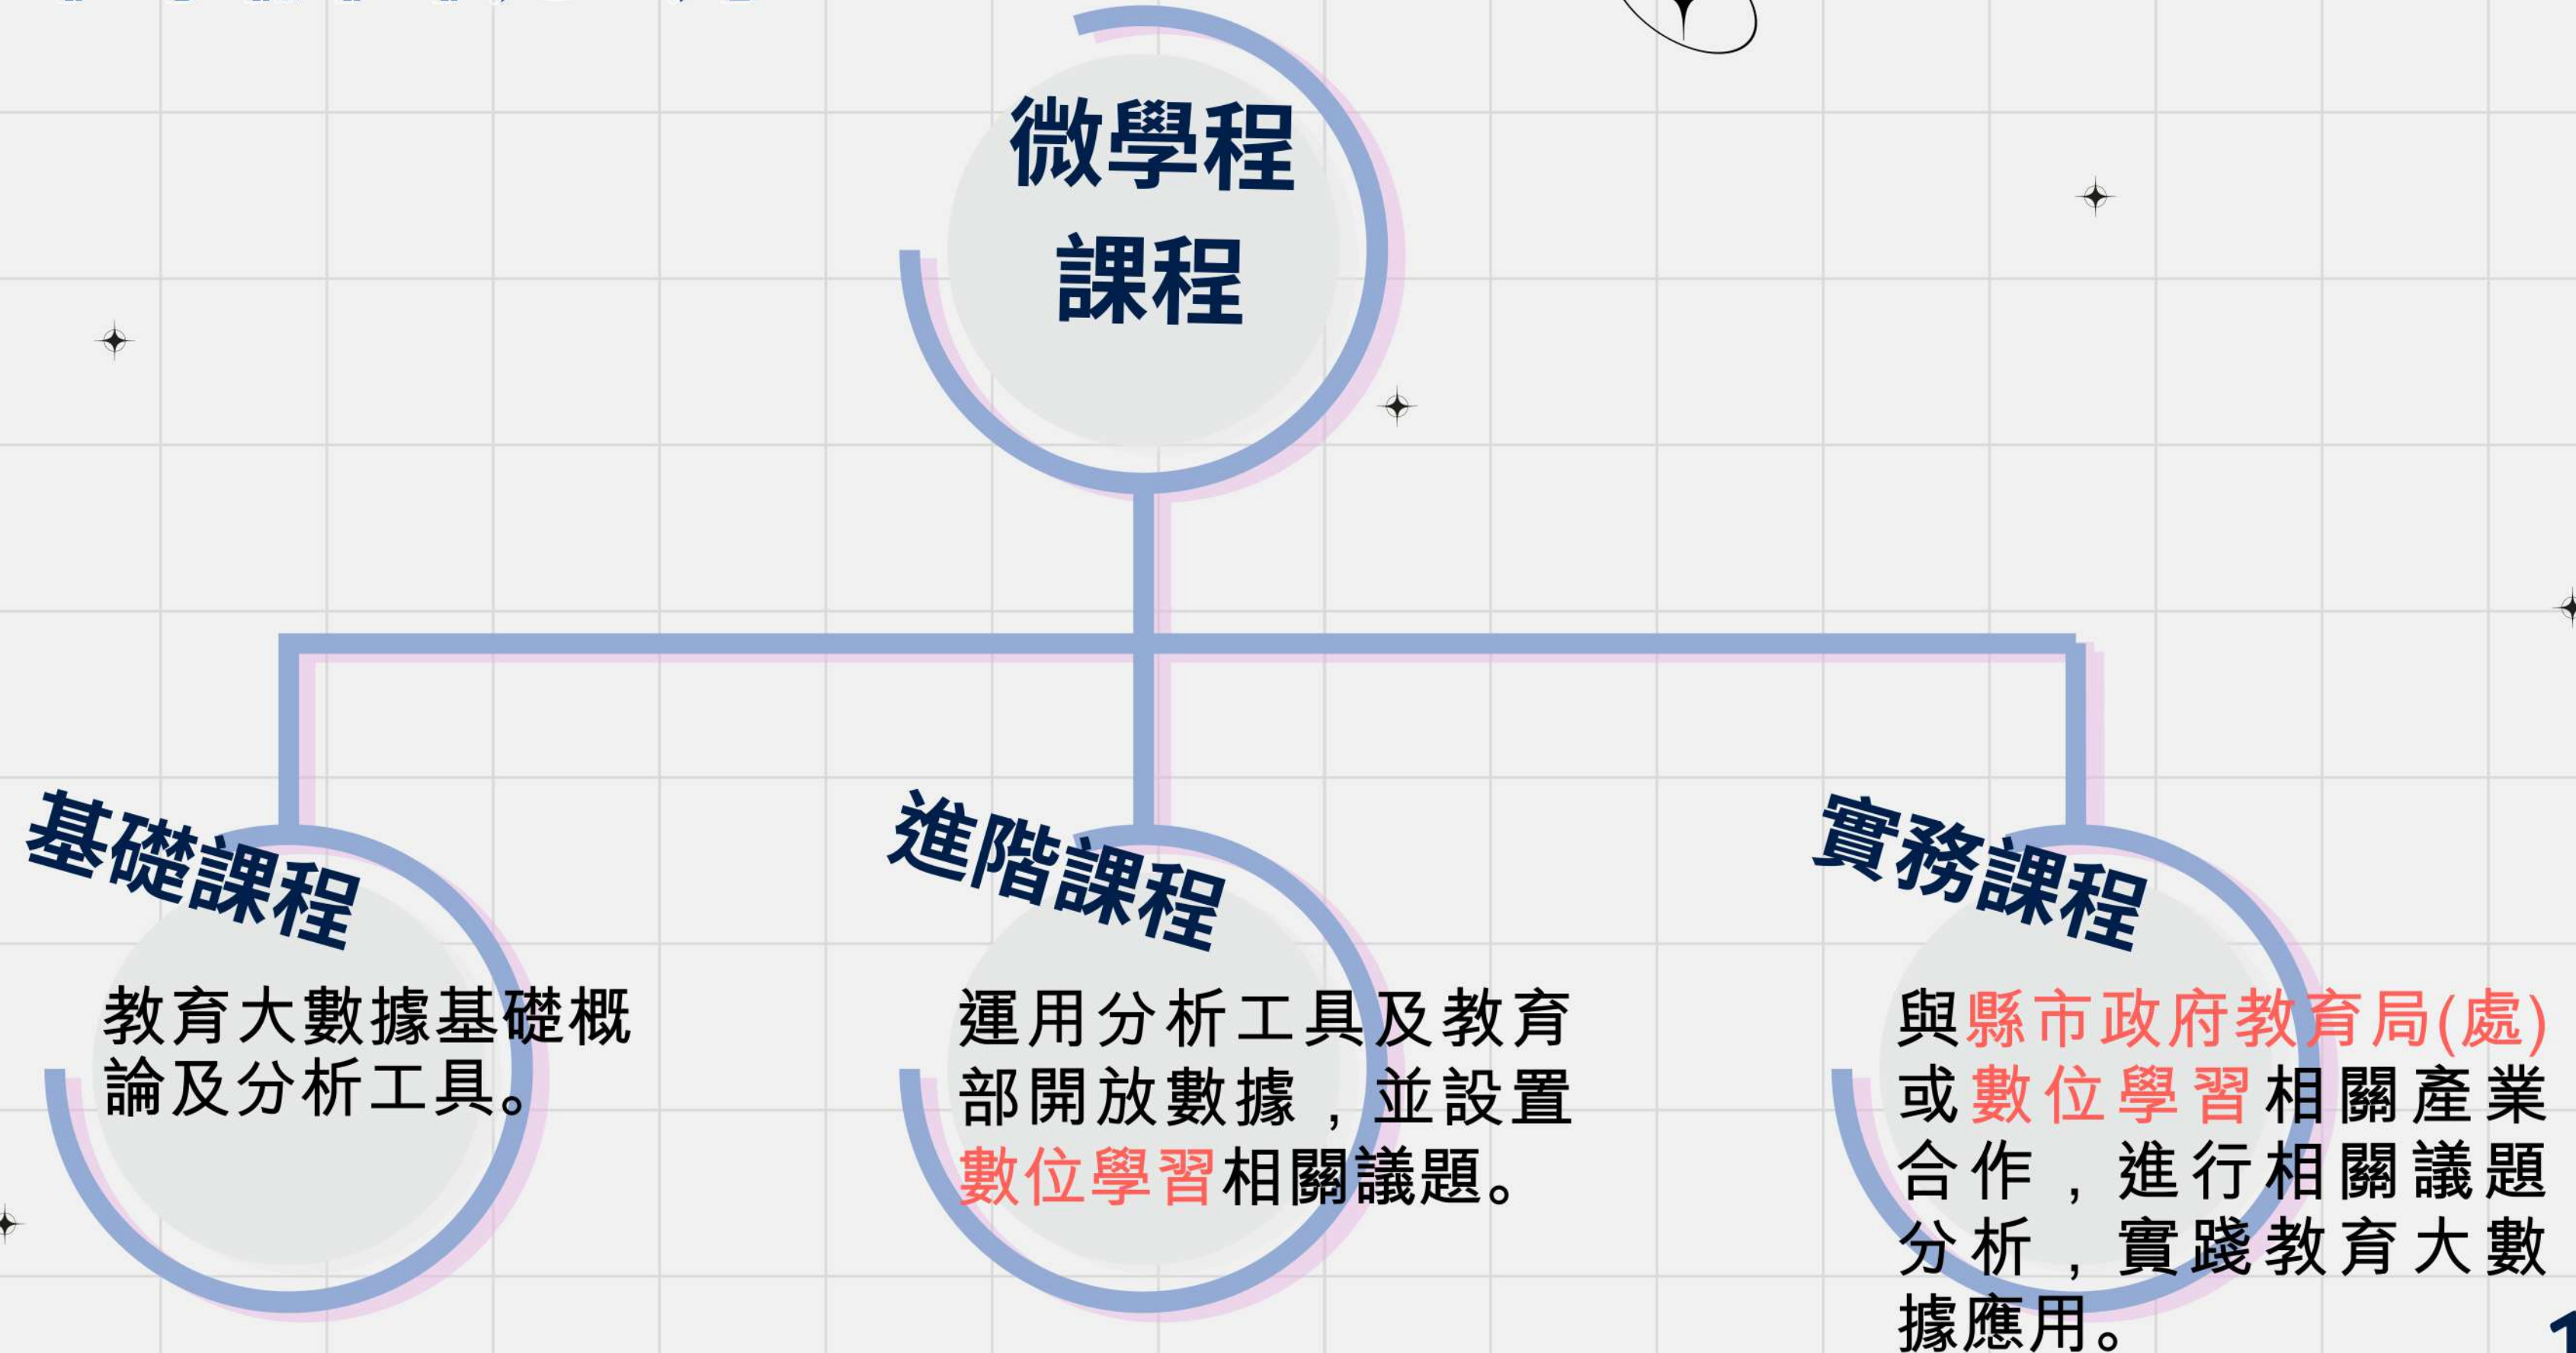 微學程
課程
基礎課程
教育大數據基礎概
論及分析工具。
進階課程
運用分析工具及教育
部開放數據，並設置
數位學習相關議題。
實務課程
與縣市政府教育局(處)
或數位學習相關產業
合作，進行相關議題
分析，實踐教育大數
據應用。